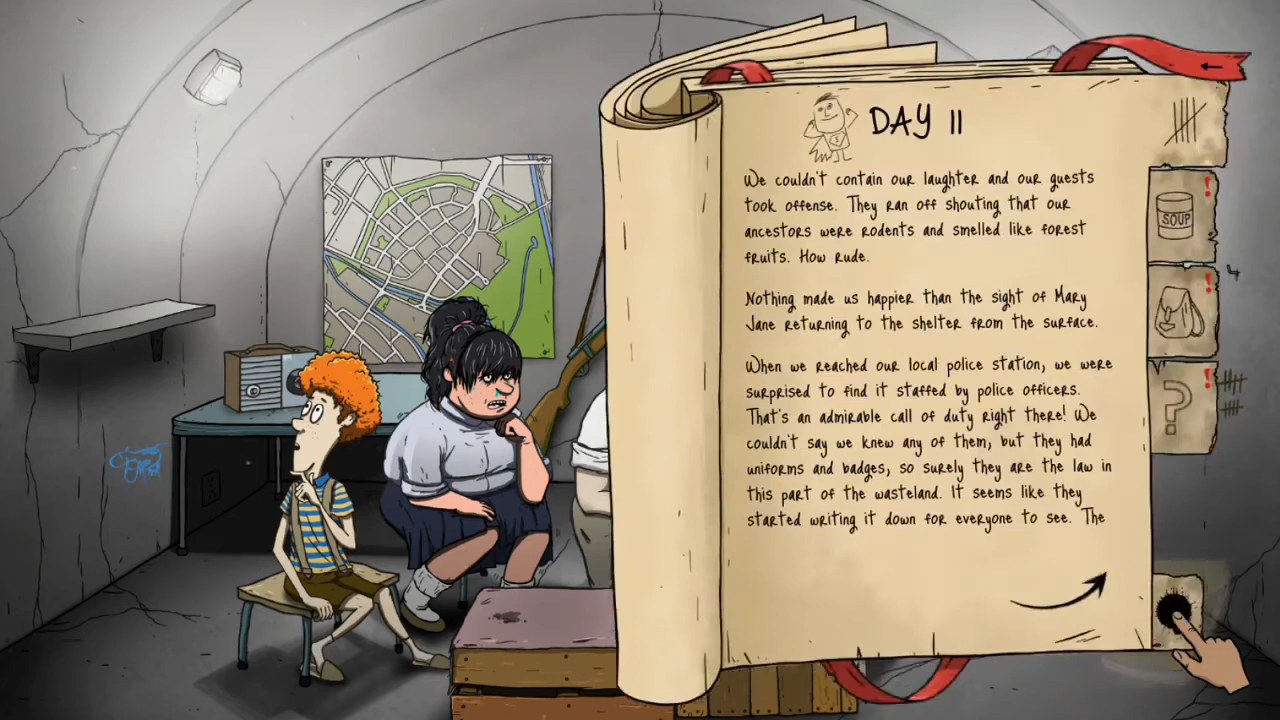 DAY 11
We couldn't contain our laughter and our guests
took offense. They ran off shouting that our
ancestors were rodents and smelled like forest
fruits. How rude.
Nothing made us happier than the sight of Mary
Jane returning to the shelter from the surface.
When we reached our local police station, we were
surprised to find it staffed by police officers.
That's an admirable call of duty right there! We
couldn't say we knew any of them, but they had
uniforms and badges, so surely they are the law in
this part of the wasteland. It seems like they
started writing it down for everyone to see. The
!
SOUP
!
!
?